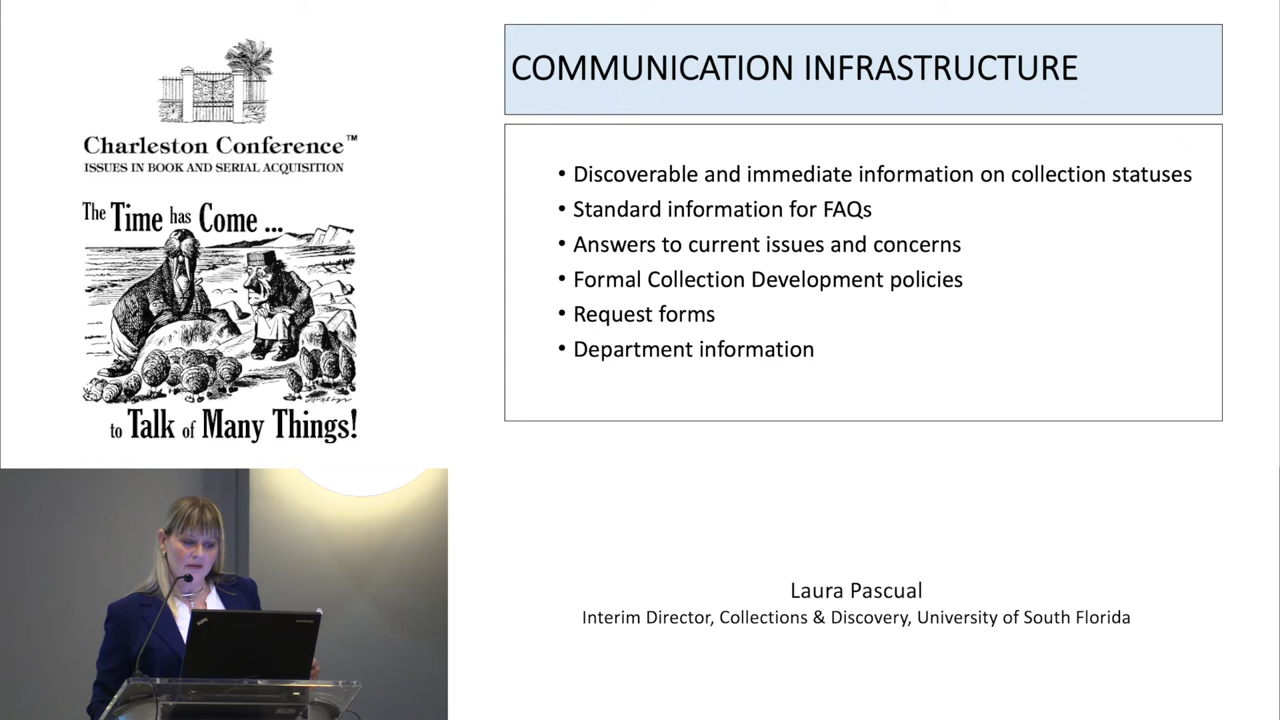 Charleston Conference™
ISSUES IN BOOK AND SERIAL ACQUISITION
The Time has Come ...
to Talk of Many Things!
COMMUNICATION INFRASTRUCTURE
• Discoverable and immediate information on collection statuses
• Standard information for FAQs
• Answers to current issues and concerns
• Formal Collection Development policies
• Request forms
• Department information
Laura Pascual
Interim Director, Collections & Discovery, University of South Florida